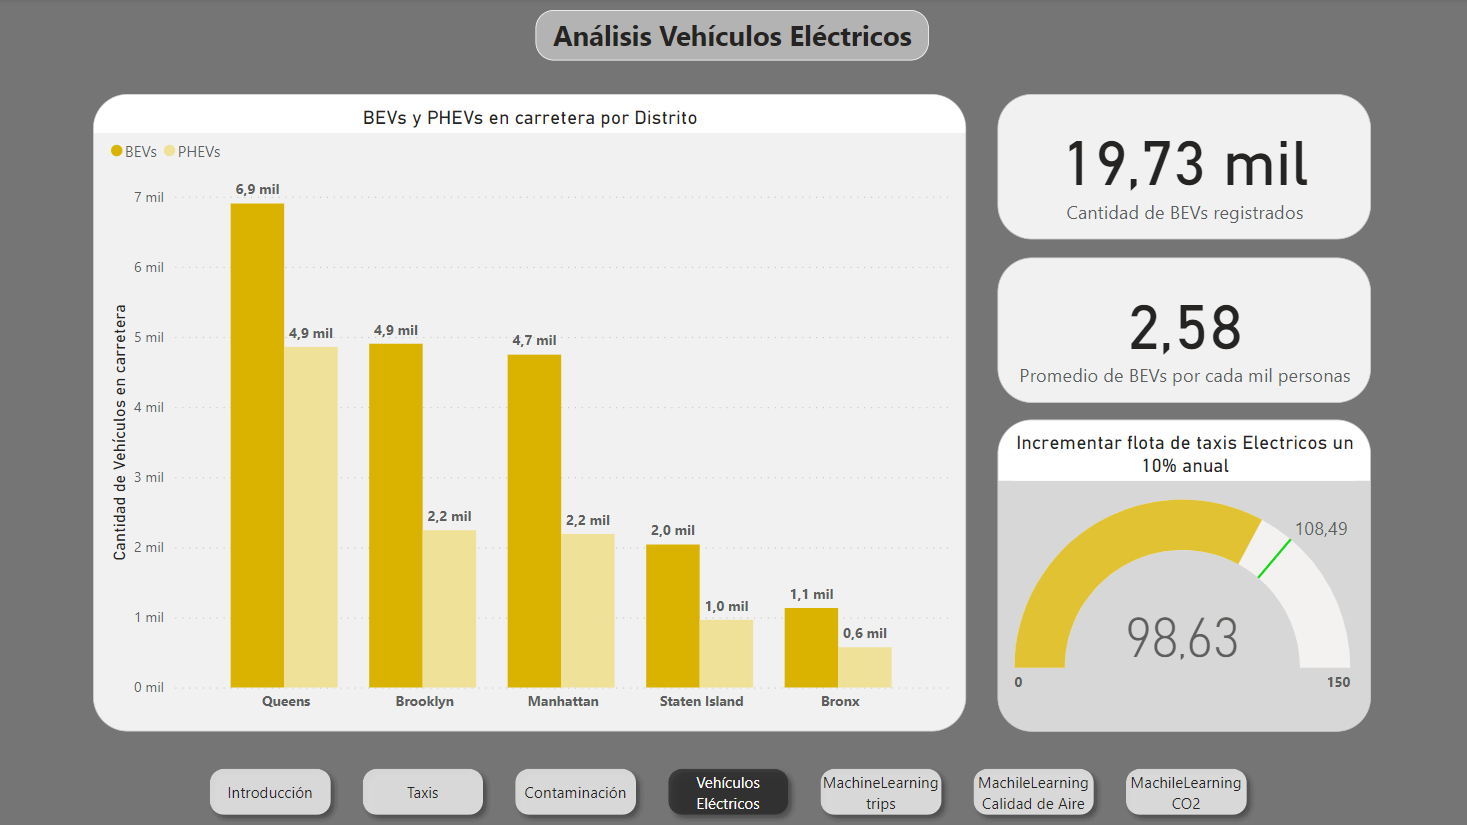 Análisis Vehículos Eléctricos
BEVs y PHEVs en carretera por Distrito
BEVs PHEVs
Cantidad de Vehículos en carretera
7 mil
6 mil
5 mil
4 mil
3 mil
2 mil
1 mil
0 mil
6,9 mil
4,9 mil
4,9 mil
2,2 mil
4,7 mil
2,2 mil
2,0 mil
1,0 mil
1,1 mil
0,6 mil
Queens
Brooklyn
Manhattan
Staten Island
Bronx
19,73 mil
Cantidad de BEVs registrados
2,58
Promedio de BEVs por cada mil personas
Incrementar flota de taxis Electricos un
10% anual
108,49
98,63
0
150
Introducción
Taxis
Contaminación
Vehículos
Eléctricos
MachineLearning
trips
MachileLearning
Calidad de Aire
MachileLearning
CO2